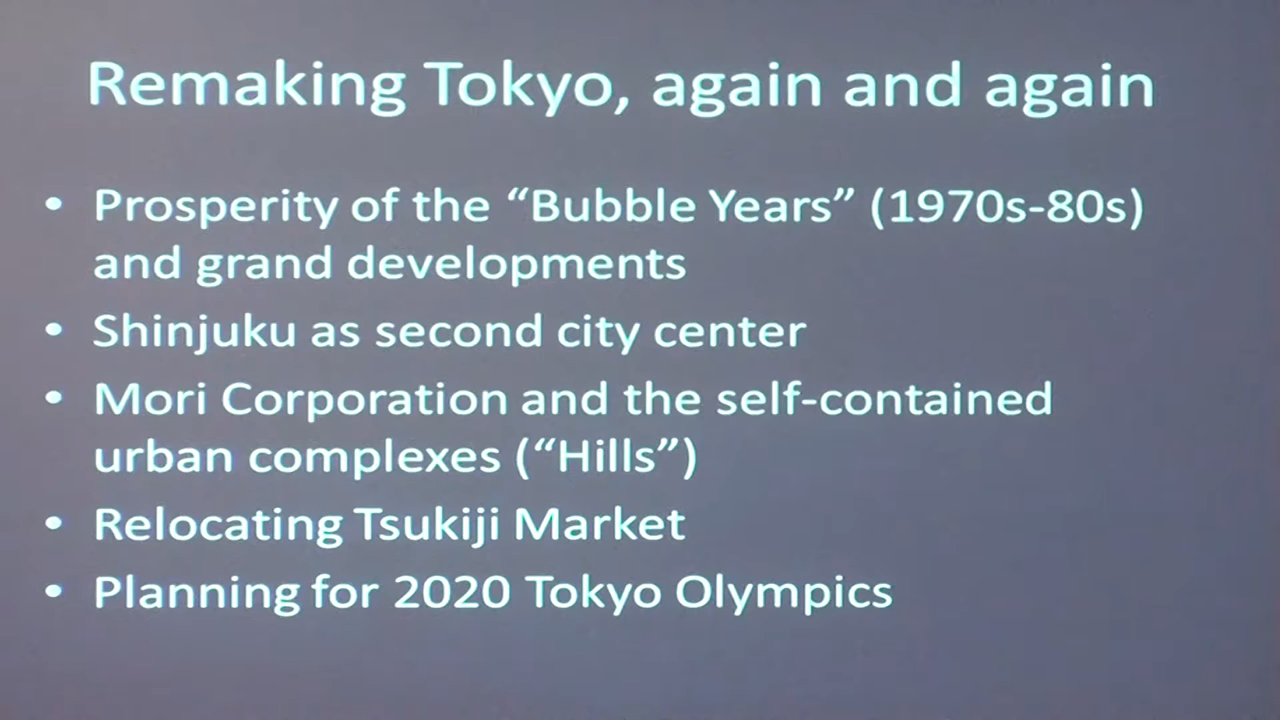 Remaking Tokyo, again and again
• Prosperity of the “Bubble Years” (1970s-80s)
and grand developments
• Shinjuku as second city center
• Mori Corporation and the self-contained
urban complexes (“Hills”)
• Relocating Tsukiji Market
• Planning for 2020 Tokyo Olympics